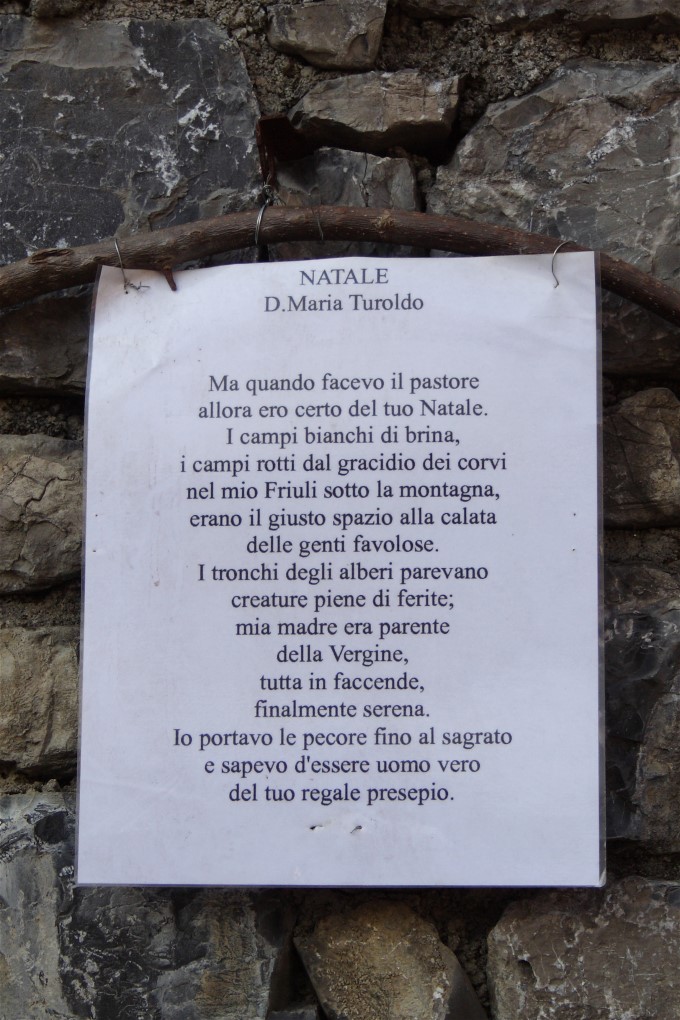 NATALE
D.Maria Turoldo
Ma quando facevo il pastore
allora ero certo del tuo Natale.
I campi bianchi di brina,
i campi rotti dal gracidio dei corvi
nel mio Friuli sotto la montagna,
erano il giusto spazio alla calata
delle genti favolose.
I tronchi degli alberi parevano
creature piene di ferite;
mia madre era parente
della Vergine,
tutta in faccende,
finalmente serena.
Io portavo le pecore fino al sagrato
e sapevo d'essere uomo vero
del tuo regale presepio.